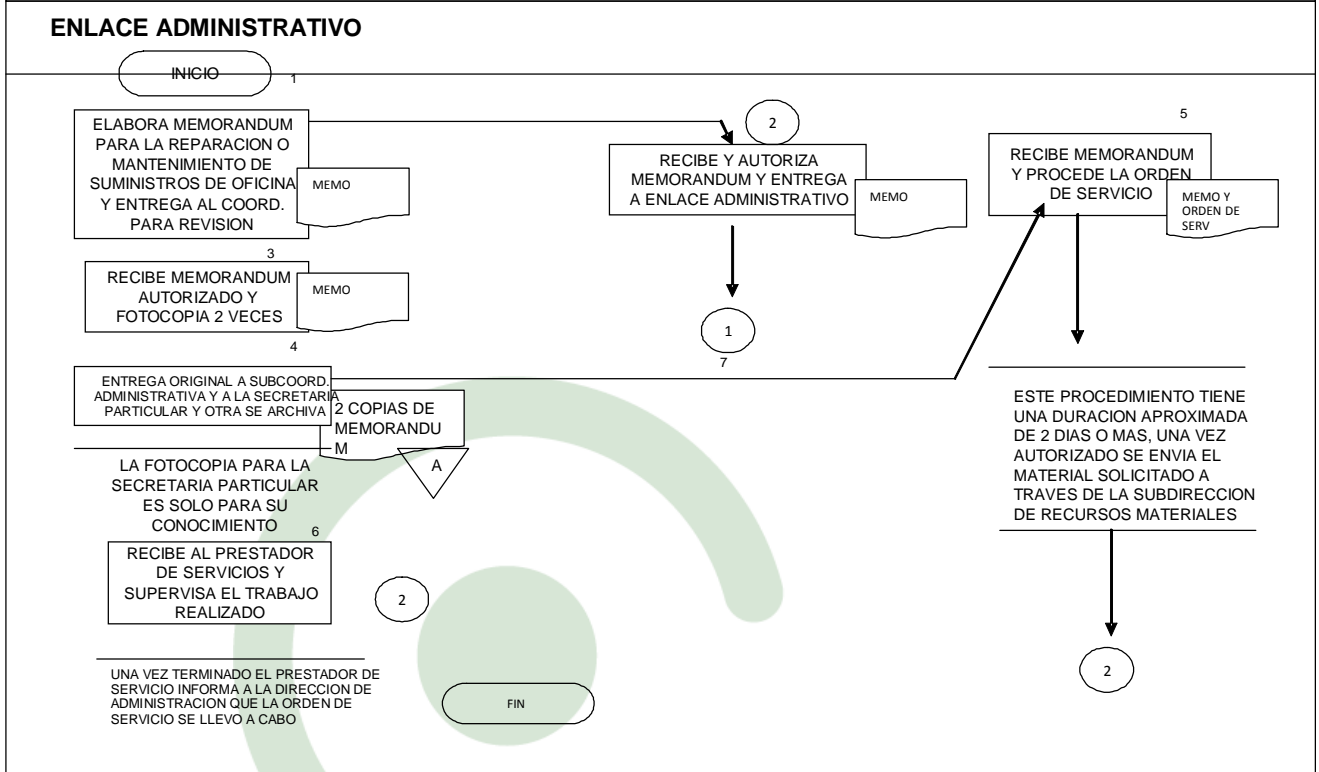 ENLACE ADMINISTRATIVO
INICIO
1
ELABORA MEMORANDUM
PARA LA REPARACION O
MANTENIMIENTO DE
SUMINISTROS DE OFICINA
Y ENTREGA AL COORD.
PARA REVISION
MEMO
2
RECIBE Y AUTORIZA
MEMORANDUM Y ENTREGA
A ENLACE ADMINISTRATIVO
MEMO
5
RECIBE MEMORANDUM
Y PROCEDE LA ORDEN
DE SERVICIO
MEMO Y
ORDEN DE
SERV
3
RECIBE MEMORANDUM
AUTORIZADO Y
FOTOCOPIA 2 VECES
MEMO
1
7
4
ENTREGA ORIGINAL A SUBCOORD.
ADMINISTRATIVA Y A LA SECRETARIA
PARTICULAR Y OTRA SE ARCHIVA
2 COPIAS DE
MEMORANDU
M
A
LA FOTOCOPIA PARA LA
SECRETARIA PARTICULAR
ES SOLO PARA SU
CONOCIMIENTO
ESTE PROCEDIMIENTO TIENE
UNA DURACION APROXIMADA
DE 2 DIAS O MAS, UNA VEZ
AUTORIZADO SE ENVIA EL
MATERIAL SOLICITADO A
TRAVES DE LA SUBDIRECCION
DE RECURSOS MATERIALES
6
RECIBE AL PRESTADOR
DE SERVICIOS Y
SUPERVISA EL TRABAJO
REALIZADO
2
2
UNA VEZ TERMINADO EL PRESTADOR DE
SERVICIO INFORMA A LA DIRECCION DE
ADMINISTRACION QUE LA ORDEN DE
SERVICIO SE LLEVO A CABO
FIN